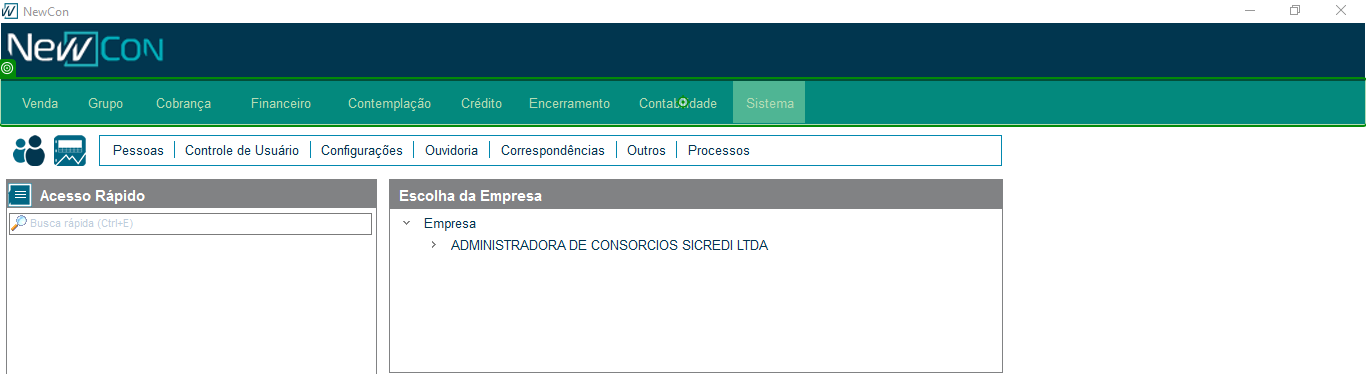 NewCon
NewCon
Venda Grupo Cobrança Financeiro Contemplação Crédito Encerramento Sistema
Pessoas Controle de Usuário Configurações Ouvidoria Correspondências Outros Processos
Acesso Rápido
Busca rápida (Ctrl+E)
Escolha da Empresa
Empresa
ADMINISTRADORA DE CONSORCIOS SICREDI LTDA